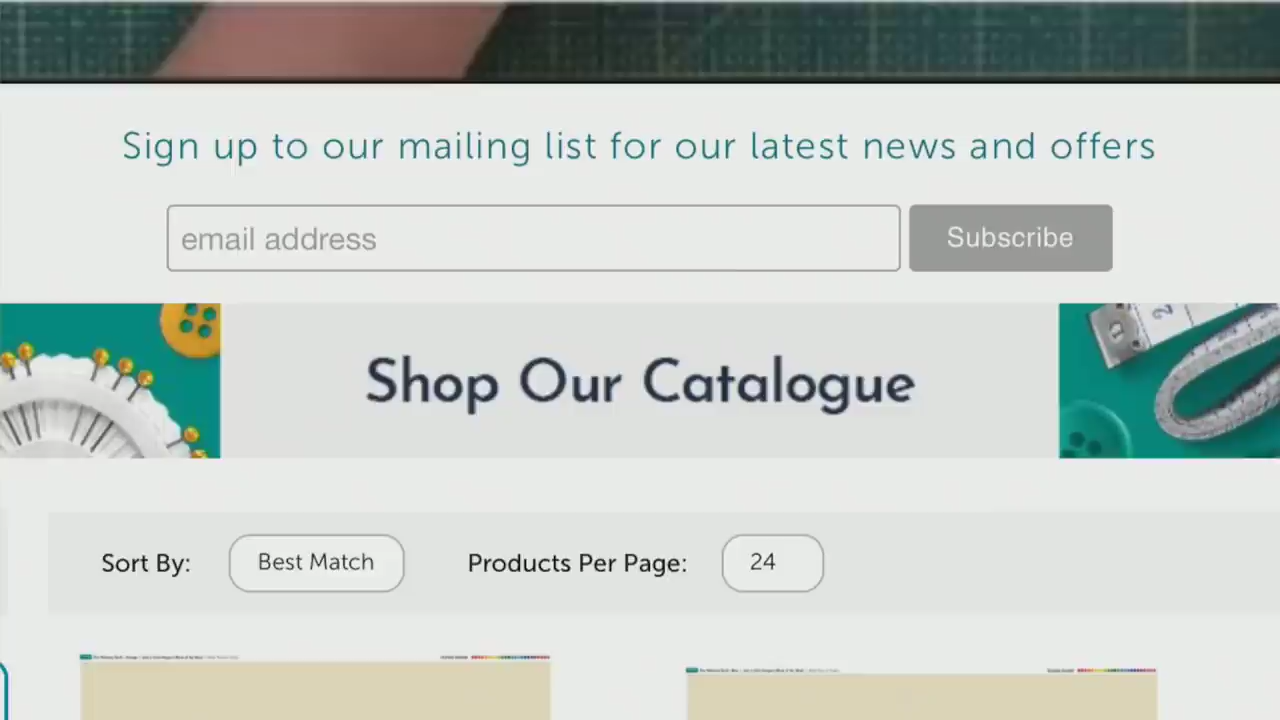 Sign up to our mailing list for our latest news and offers
email address
Subscribe
Shop Our Catalogue
Sort By:
Best Match
Products Per Page:
24